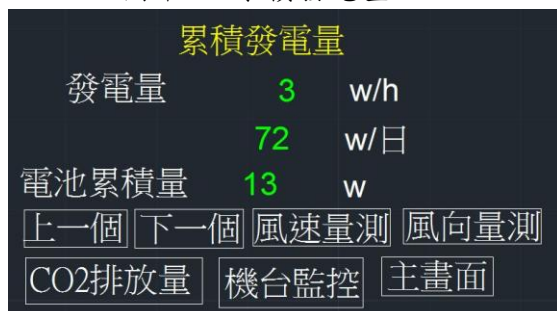 累積發電量
發電量 3 w/h
72 w/日
電池累積量 13 w
上一個 下一個 風速量測 風向量測
CO2排放量 機台監控 主畫面